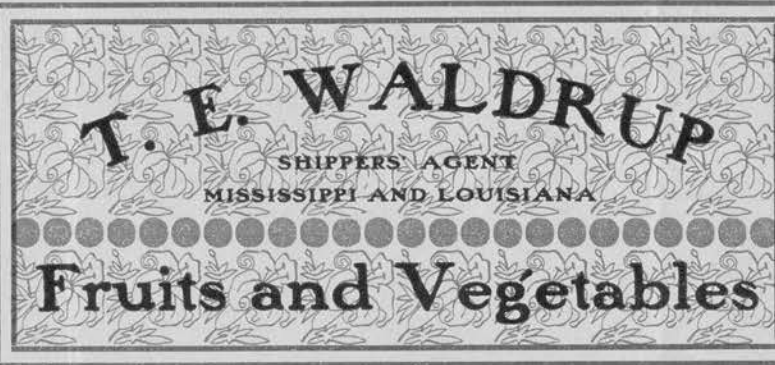 T. E. WALDRUP
SHIPPERS' AGENT
MISSISSIPPI AND LOUISIANA
Fruits and Vegetables